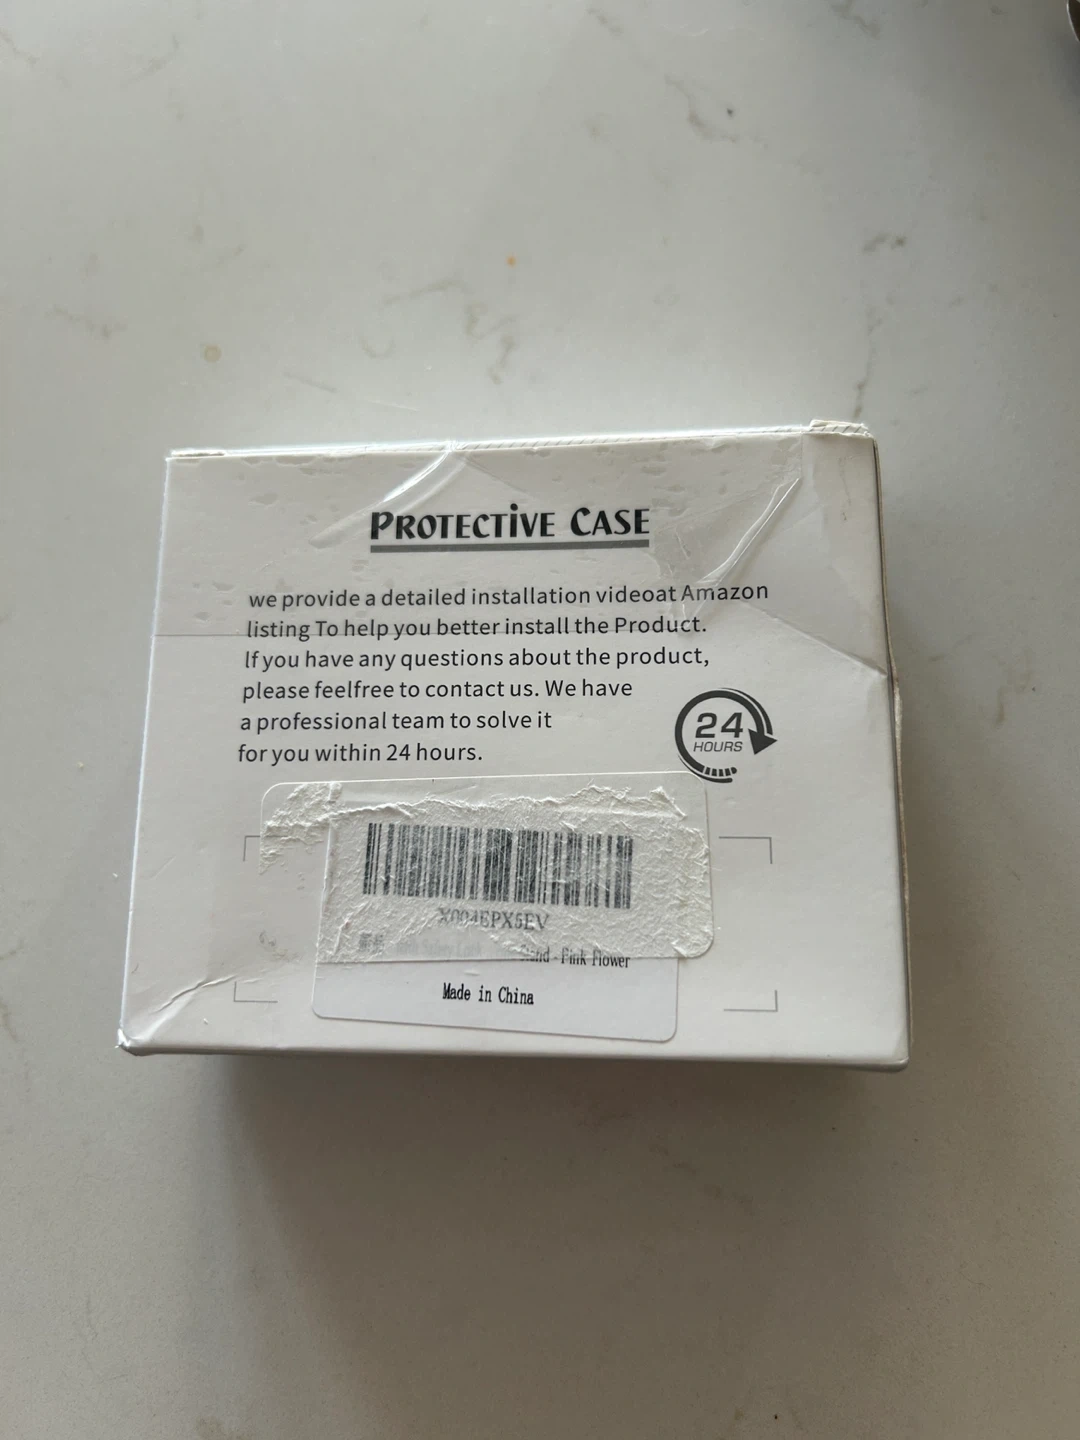 PROTECTIVE CASE
we provide a detailed installation videoat Amazon
listing To help you better install the Product.
lf you have any questions about the product,
please feelfree to contact us. We have
a professional team to solve it
for you within 24 hours.
24
HOURS
X004EPX5EV
- Pink Flower
Made in China